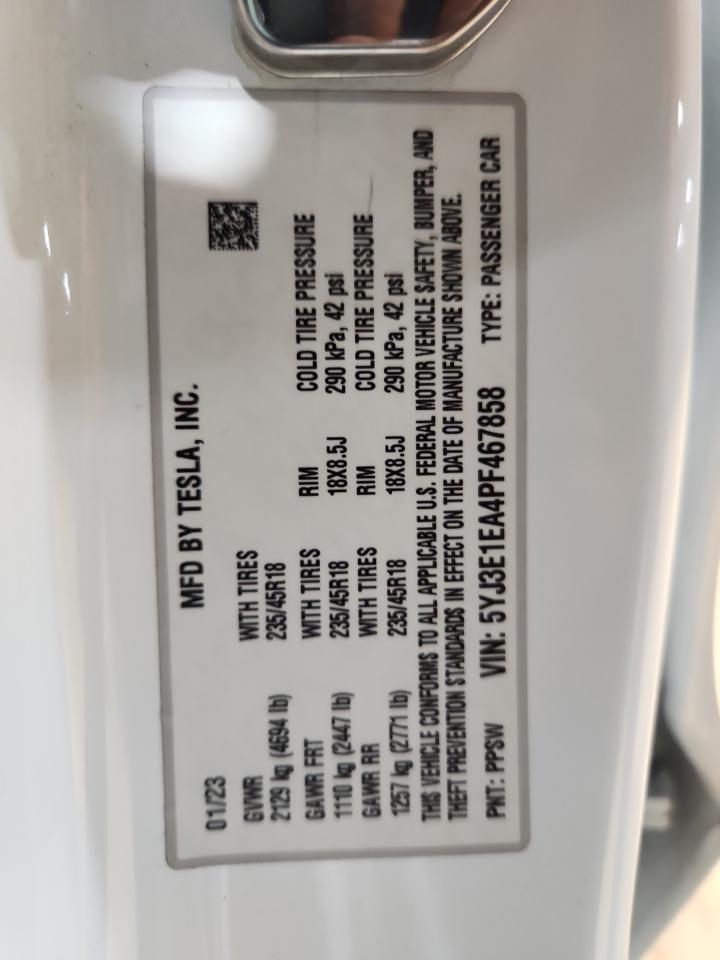 MFD BY TESLA, INC.
01/23
GVWR WITH TIRES
2129 kg (4694 lb) 235/45R18
GAWR FRT WITH TIRES RIM COLD TIRE PRESSURE
1110 kg (2447 lb) 235/45R18 18X8.5J 290 kPa, 42 psi
GAWR RR WITH TIRES RIM COLD TIRE PRESSURE
1257 kg (2771 lb) 235/45R18 18X8.5J 290 kPa, 42 psi
THIS VEHICLE CONFORMS TO ALL APPLICABLE U.S. FEDERAL MOTOR VEHICLE SAFETY, BUMPER, AND
THEFT PREVENTION STANDARDS IN EFFECT ON THE DATE OF MANUFACTURE SHOWN ABOVE.
PNT: PPSW VIN: 5YJ3E1EA4PF467858 TYPE: PASSENGER CAR